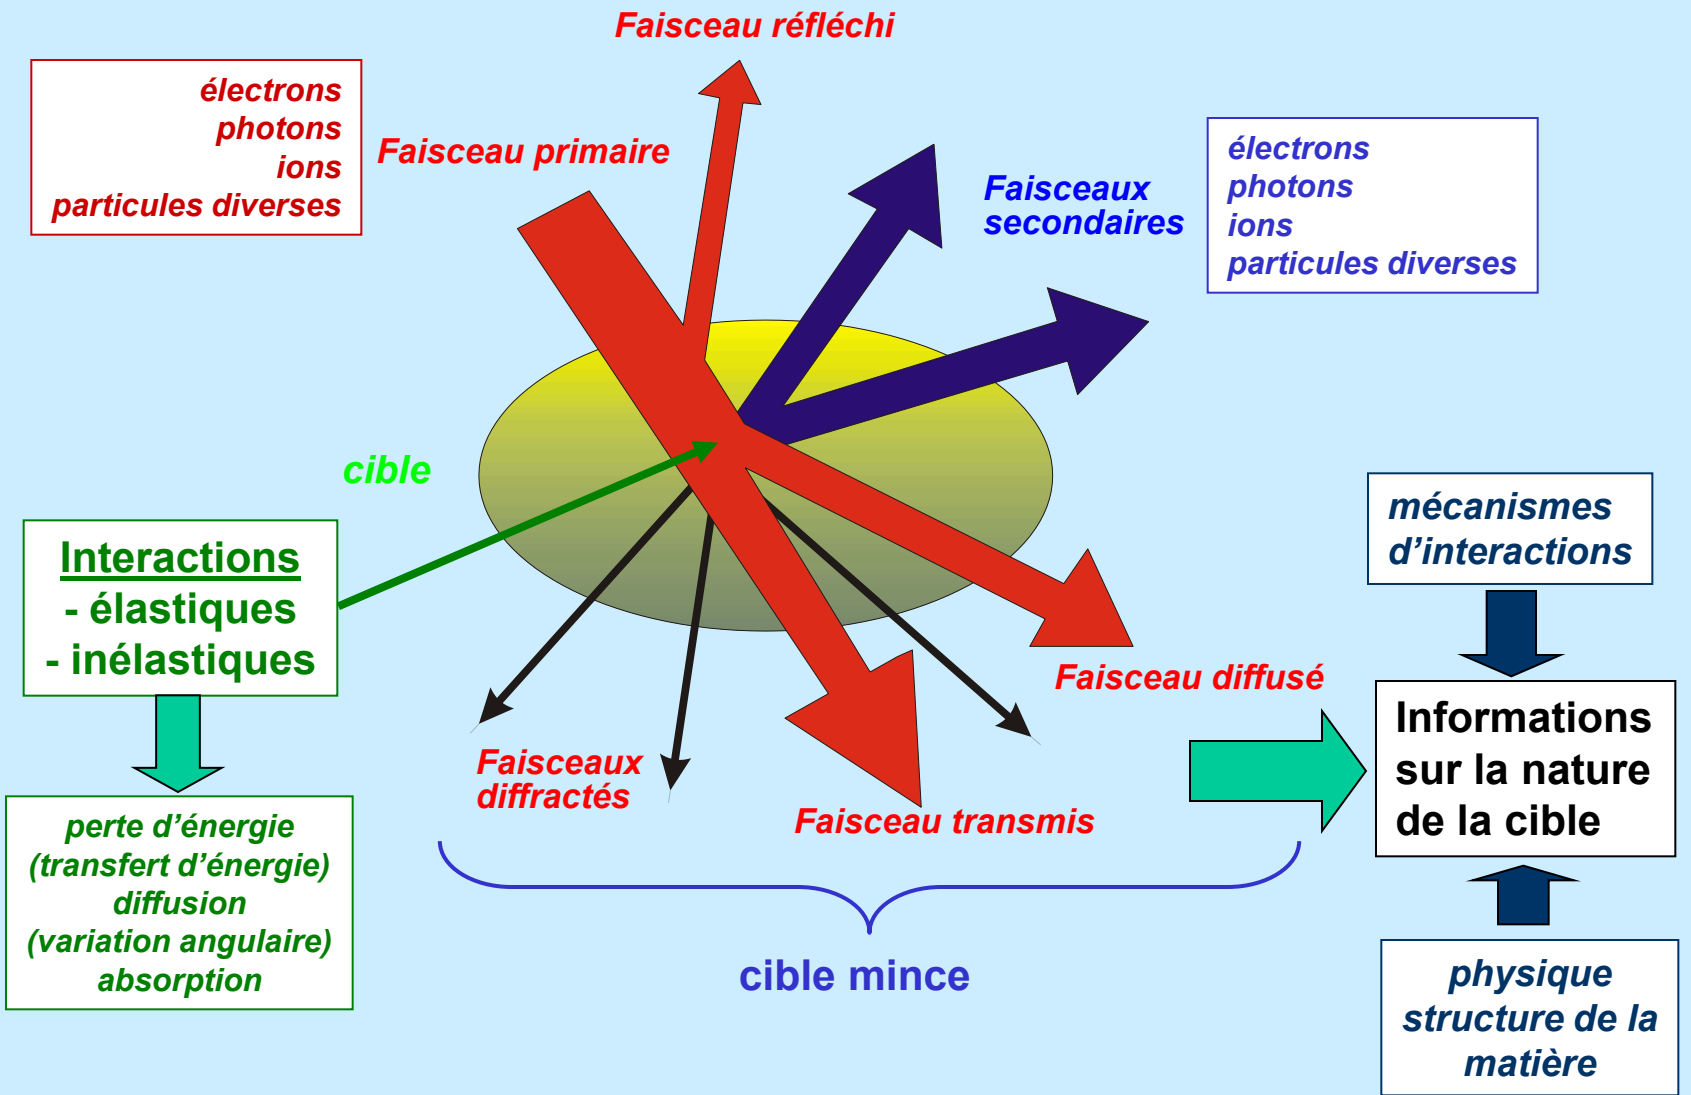 Faisceau réfléchi
électrons
photons
ions
particules diverses
Faisceau primaire
Faisceaux
secondaires
électrons
photons
ions
particules diverses
cible
Interactions
- élastiques
- inélastiques
mécanismes
d’interactions
Faisceau diffusé
Informations
sur la nature
de la cible
Faisceaux
diffractés
Faisceau transmis
perte d’énergie
(transfert d’énergie)
diffusion
(variation angulaire)
absorption
cible mince
physique
structure de la
matière